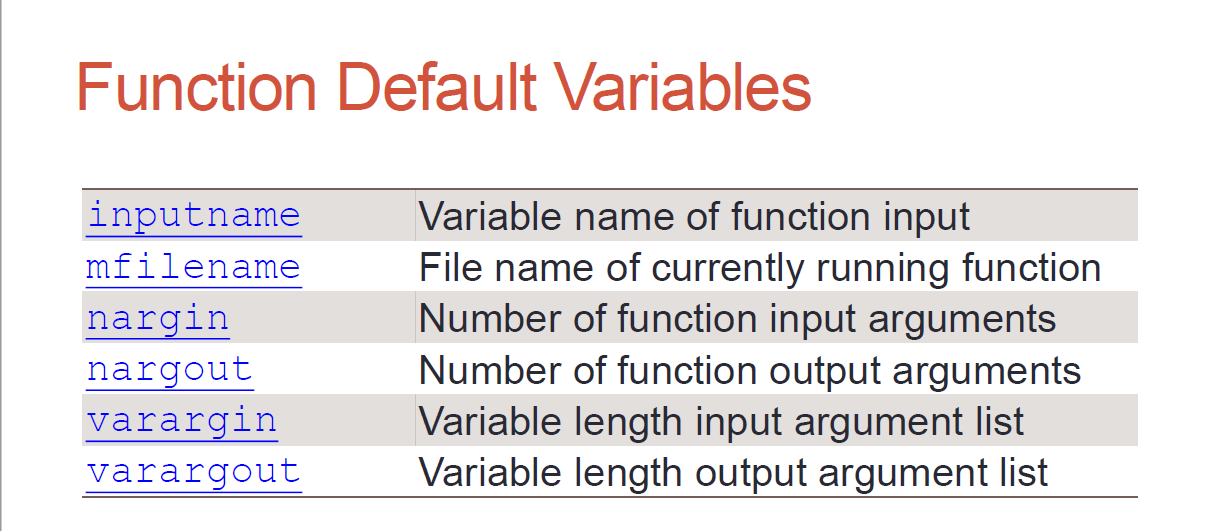 Function Default Variables
inputname Variable name of function input
mfilename File name of currently running function
nargin Number of function input arguments
nargout Number of function output arguments
varargin Variable length input argument list
varargout Variable length output argument list